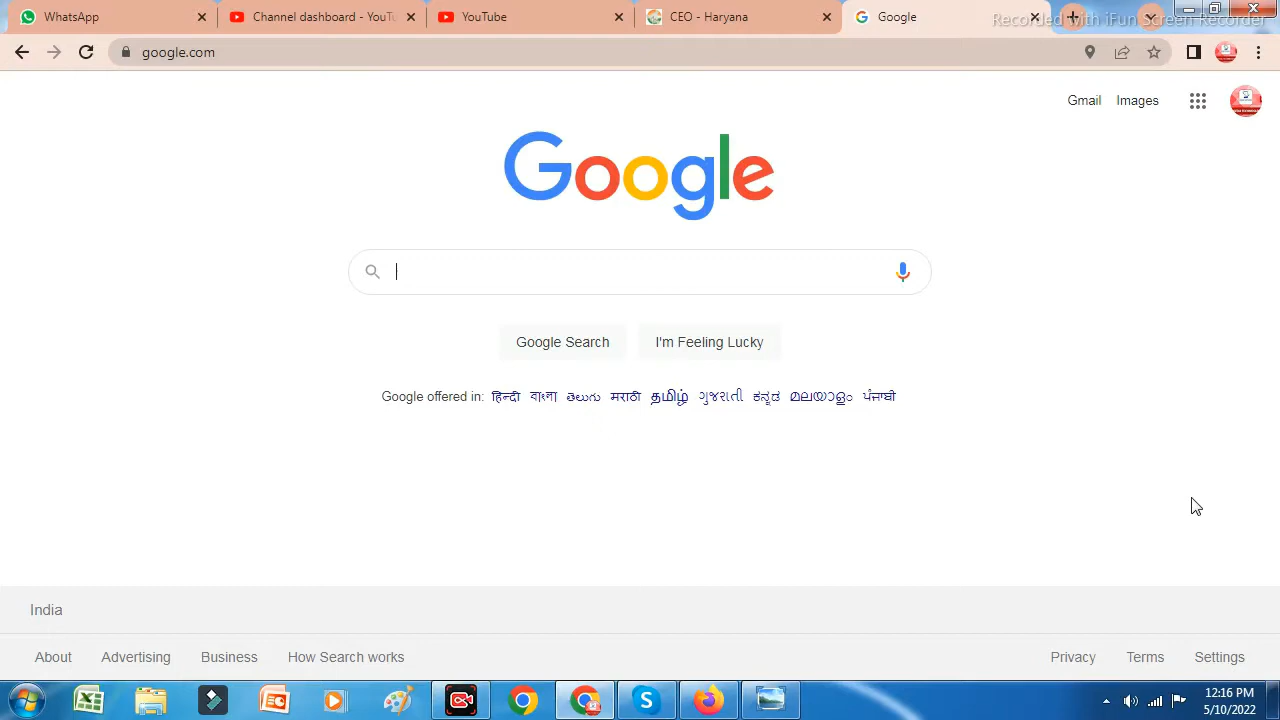 WhatsApp
Channel dashboard - YouTu
YouTube
CEO - Haryana
Google
Recorded with iFun Screen Recorder
google.com
Gmail Images
Google
Google Search I'm Feeling Lucky
Google offered in: हिन्दी বাংলা తెలుగు मराठी தமிழ் ગુજરાતી ಕನ್ನಡ മലയാളം ਪੰਜਾਬੀ
India
About Advertising Business How Search works Privacy Terms Settings
12:16 PM
5/10/2022